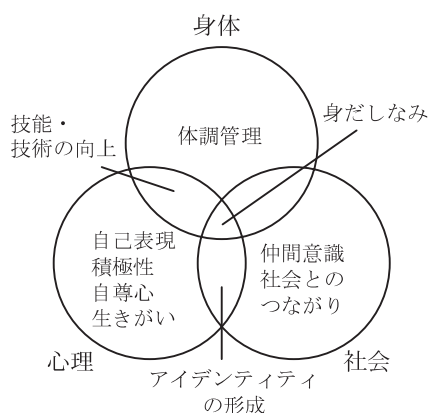 身体
技能・
技術の向上
体調管理
身だしなみ
自己表現
積極性
自尊心
生きがい
仲間意識
社会との
つながり
心理
社会
アイデンティティ
の形成